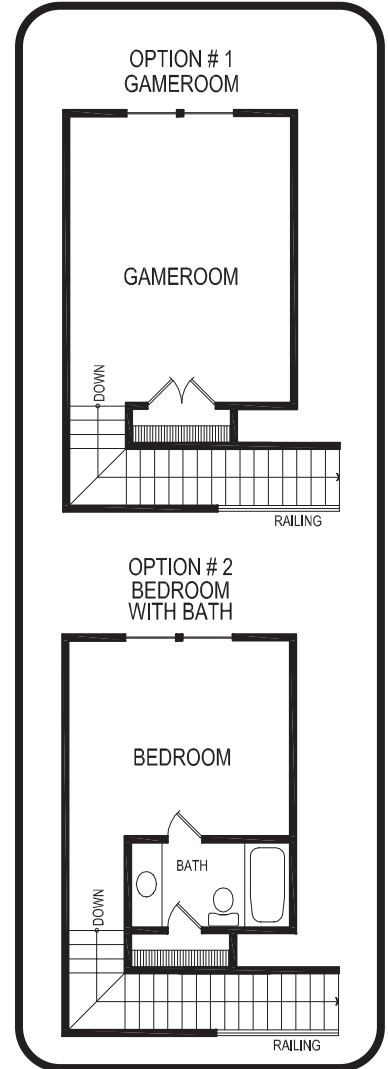 OPTION # 1
GAMEROOM
GAMEROOM
DOWN
RAILING
OPTION # 2
BEDROOM
WITH BATH
BEDROOM
BATH
DOWN
RAILING